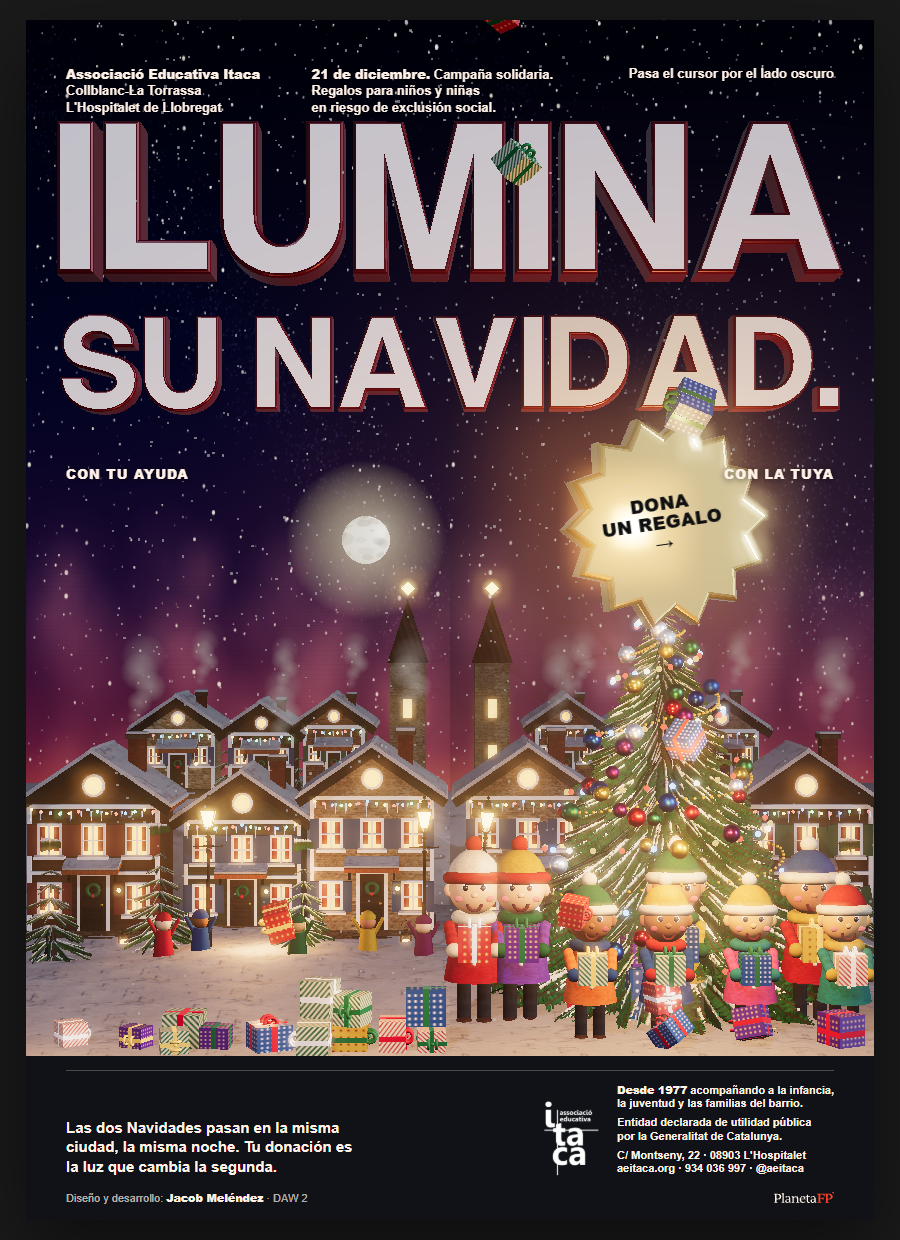 Associació Educativa Itaca
Collblanc-La Torrassa
L'Hospitalet de Llobregat
21 de diciembre. Campaña solidaria.
Regalos para niños y niñas
en riesgo de exclusión social.
Pasa el cursor por el lado oscuro
ILUMINA
SU NAVIDAD.
CON TU AYUDA
CON LA TUYA
DONA
UN REGALO
→
Las dos Navidades pasan en la misma
ciudad, la misma noche. Tu donación es
la luz que cambia la segunda.
Diseño y desarrollo: Jacob Meléndez · DAW 2
associació
educativa
itaca
Desde 1977 acompañando a la infancia,
la juventud y las familias del barrio.
Entidad declarada de utilidad pública
por la Generalitat de Catalunya.
C/ Montseny, 22 · 08903 L'Hospitalet
aeitaca.org · 934 036 997 · @aeitaca
PlanetaFP